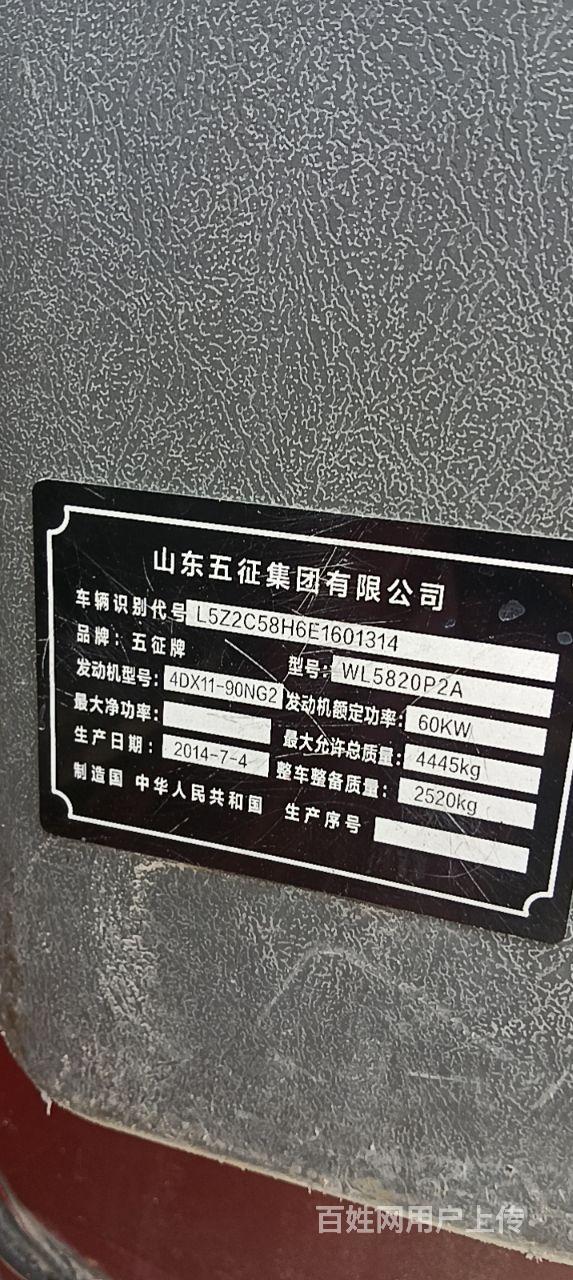 山东五征集团有限公司
车辆识别代号 L5Z2C58H6E1601314
品牌：五征牌 型号：WL5820P2A
发动机型号：4DX11-90NG2 发动机额定功率：60KW
最大净功率： 最大允许总质量：4445kg
生产日期：2014-7-4 整车整备质量：2520kg
制造国 中华人民共和国 生产序号
百姓网用户上传